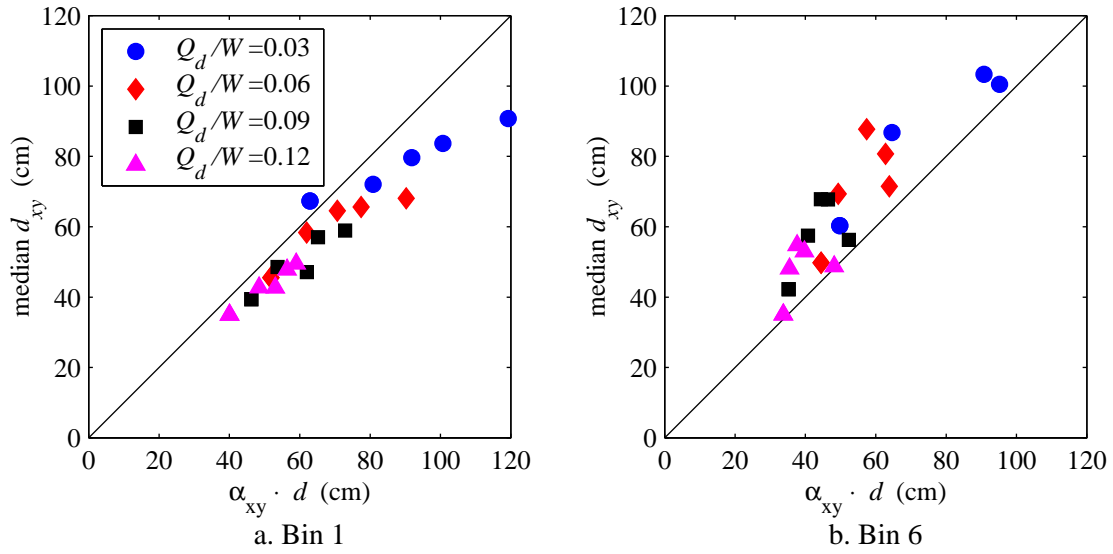 120
100
80
60
40
20
0
median d_xy (cm)
Q_d/W=0.03
Q_d/W=0.06
Q_d/W=0.09
Q_d/W=0.12
0 20 40 60 80 100 120
α_xy · d (cm)
a. Bin 1
120
100
80
60
40
20
0
median d_xy (cm)
0 20 40 60 80 100 120
α_xy · d (cm)
b. Bin 6